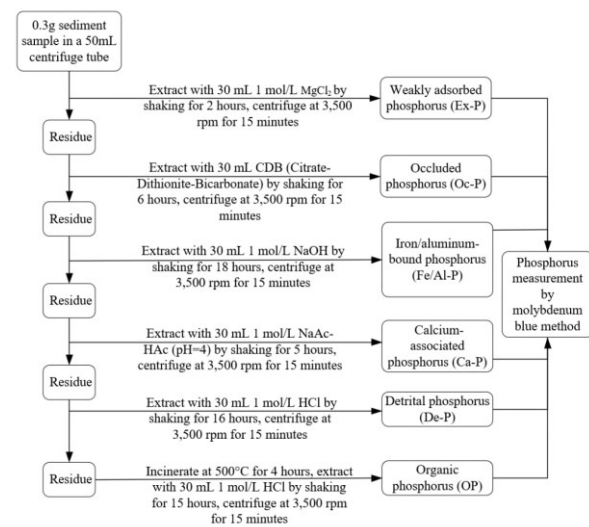 0.3g sediment
sample in a 50mL
centrifuge tube
Extract with 30 mL 1 mol/L MgCl₂ by
shaking for 2 hours, centrifuge at 3,500
rpm for 15 minutes
Weakly adsorbed
phosphorus (Ex-P)
Residue
Extract with 30 mL CDB (Citrate-
Dithionite-Bicarbonate) by shaking for
6 hours, centrifuge at 3,500 rpm for 15
minutes
Occluded
phosphorus (Oc-P)
Residue
Extract with 30 mL 1 mol/L NaOH by
shaking for 18 hours, centrifuge at
3,500 rpm for 15 minutes
Iron/aluminum-
bound phosphorus
(Fe/Al-P)
Phosphorus
measurement
by
molybdenum
blue method
Residue
Extract with 30 mL 1 mol/L NaAc-
HAc (pH=4) by shaking for 5 hours,
centrifuge at 3,500 rpm for 15 minutes
Calcium-
associated
phosphorus (Ca-P)
Residue
Extract with 30 mL 1 mol/L HCl by
shaking for 16 hours, centrifuge at
3,500 rpm for 15 minutes
Detrital phosphorus
(De-P)
Residue
Incinerate at 500°C for 4 hours, extract
with 30 mL 1 mol/L HCl by shaking
for 15 hours, centrifuge at 3,500 rpm
for 15 minutes
Organic
phosphorus (OP)